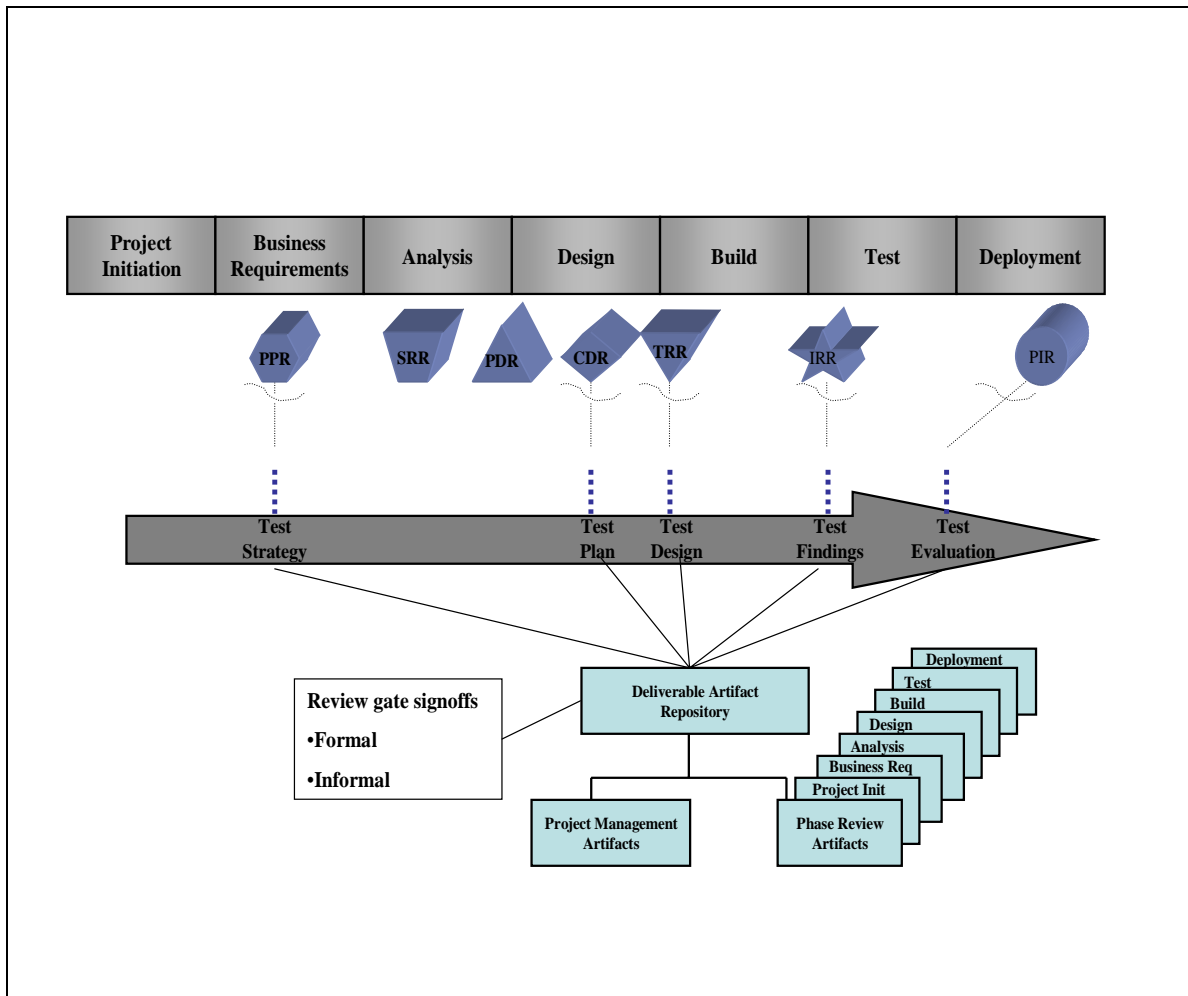 Project
Initiation
Business
Requirements
Analysis
Design
Build
Test
Deployment
PPR
SRR
PDR
CDR
TRR
IRR
PIR
Test
Strategy
Test
Plan
Test
Design
Test
Findings
Test
Evaluation
Review gate signoffs
•Formal
•Informal
Deliverable Artifact
Repository
Deployment
Test
Build
Design
Analysis
Business Req
Project Init
Project Management
Artifacts
Phase Review
Artifacts